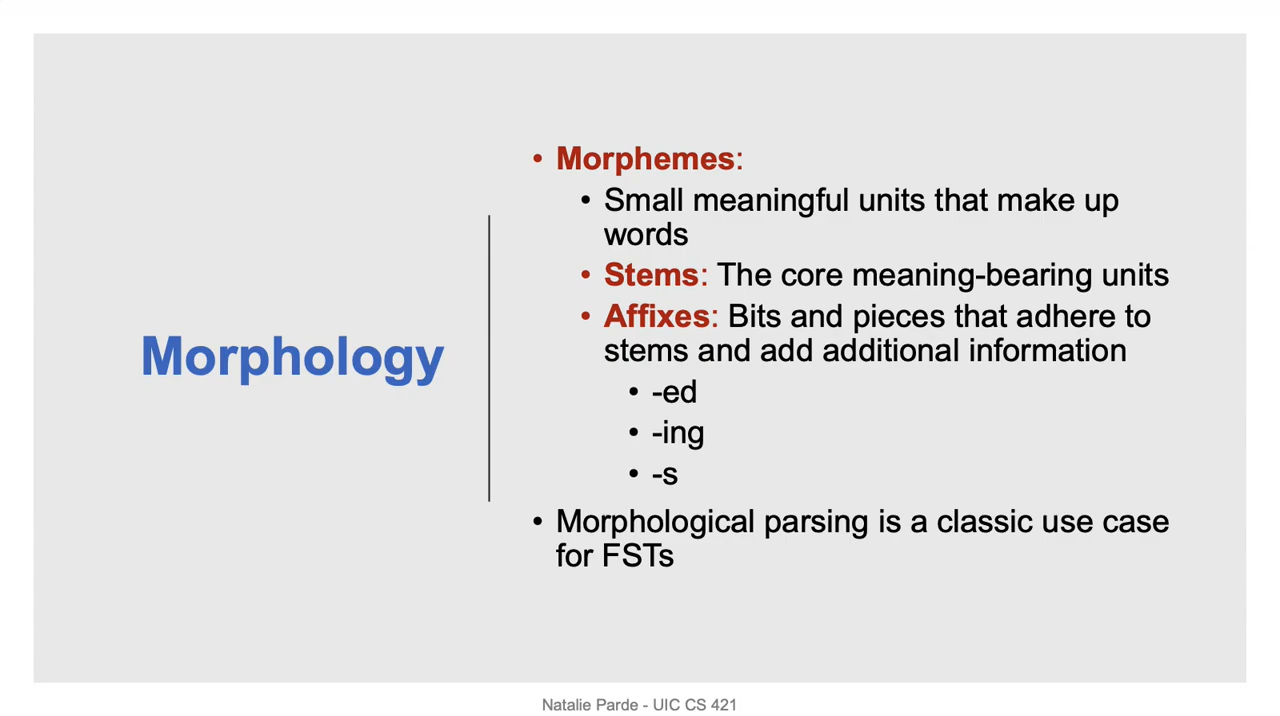 Morphology
• Morphemes:
• Small meaningful units that make up
words
• Stems: The core meaning-bearing units
• Affixes: Bits and pieces that adhere to
stems and add additional information
• -ed
• -ing
• -s
• Morphological parsing is a classic use case
for FSTs
Natalie Parde - UIC CS 421